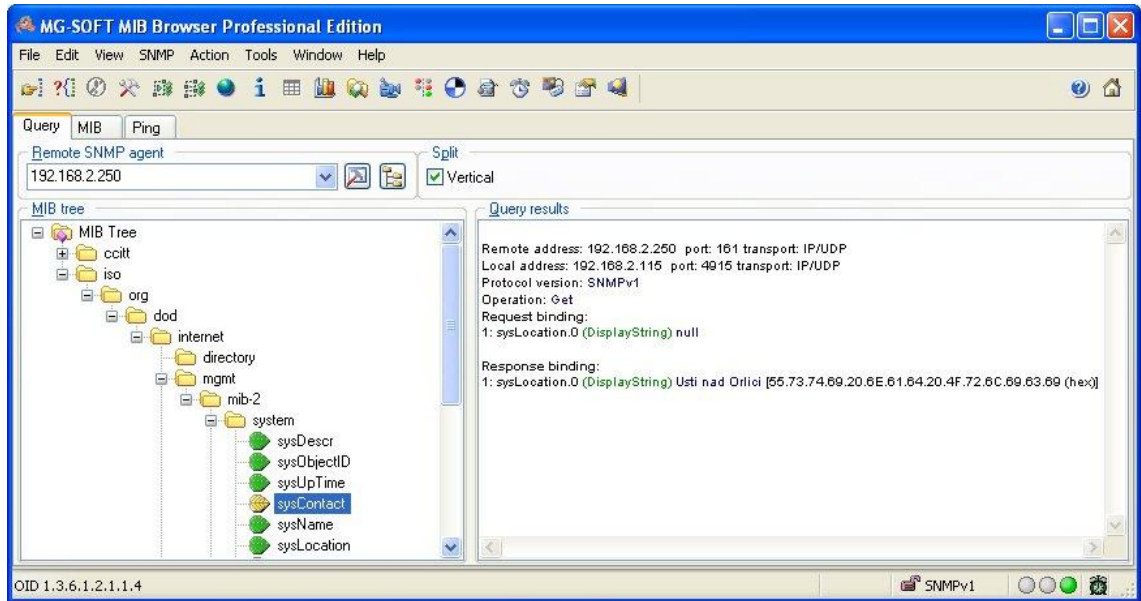 MG-SOFT MIB Browser Professional Edition
File Edit View SNMP Action Tools Window Help
Query MIB Ping
Remote SNMP agent
192.168.2.250
Split
Vertical
MIB tree
MIB Tree
ccitt
iso
org
dod
internet
directory
mgmt
mib-2
system
sysDescr
sysObjectID
sysUpTime
sysContact
sysName
sysLocation
Query results
Remote address: 192.168.2.250 port: 161 transport: IP/UDP
Local address: 192.168.2.115 port: 4915 transport: IP/UDP
Protocol version: SNMPv1
Operation: Get
Request binding:
1: sysLocation.0 (DisplayString) null
Response binding:
1: sysLocation.0 (DisplayString) Usti nad Orlici [55.73.74.69.20.6E.61.64.20.4F.72.6C.69.63.69 (hex)]
OID 1.3.6.1.2.1.1.4
SNMPv1